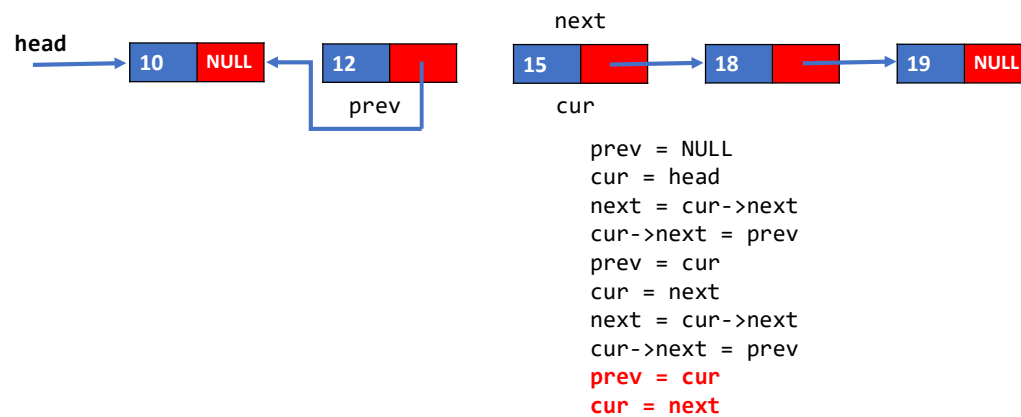 next
head
10 NULL 12 15 18 19 NULL
prev cur
prev = NULL
cur = head
next = cur->next
cur->next = prev
prev = cur
cur = next
next = cur->next
cur->next = prev
prev = cur
cur = next